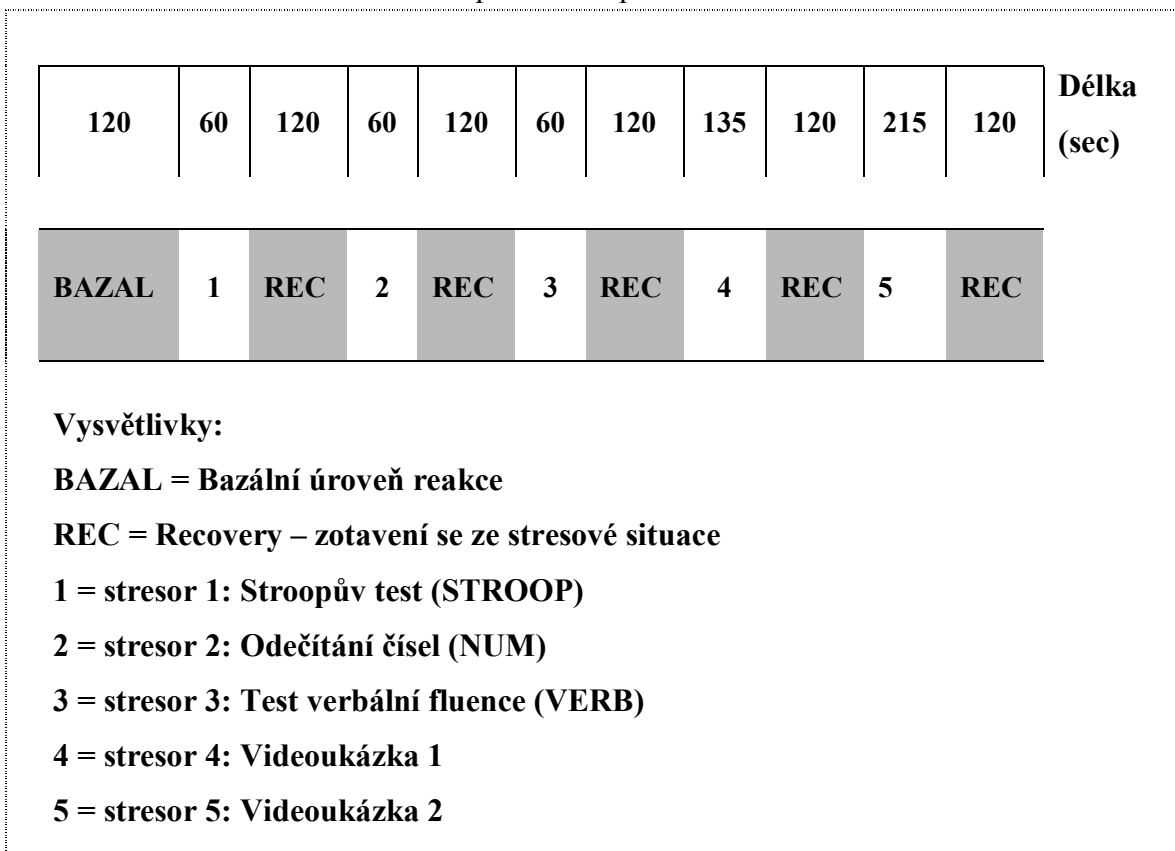 120 60 120 60 120 60 120 135 120 215 120 Délka
(sec)
BAZAL 1 REC 2 REC 3 REC 4 REC 5 REC
Vysvětlivky:
BAZAL = Bazální úroveň reakce
REC = Recovery – zotavení se ze stresové situace
1 = stresor 1: Stroopův test (STROOP)
2 = stresor 2: Odečítání čísel (NUM)
3 = stresor 3: Test verbální fluence (VERB)
4 = stresor 4: Videoukázka 1
5 = stresor 5: Videoukázka 2